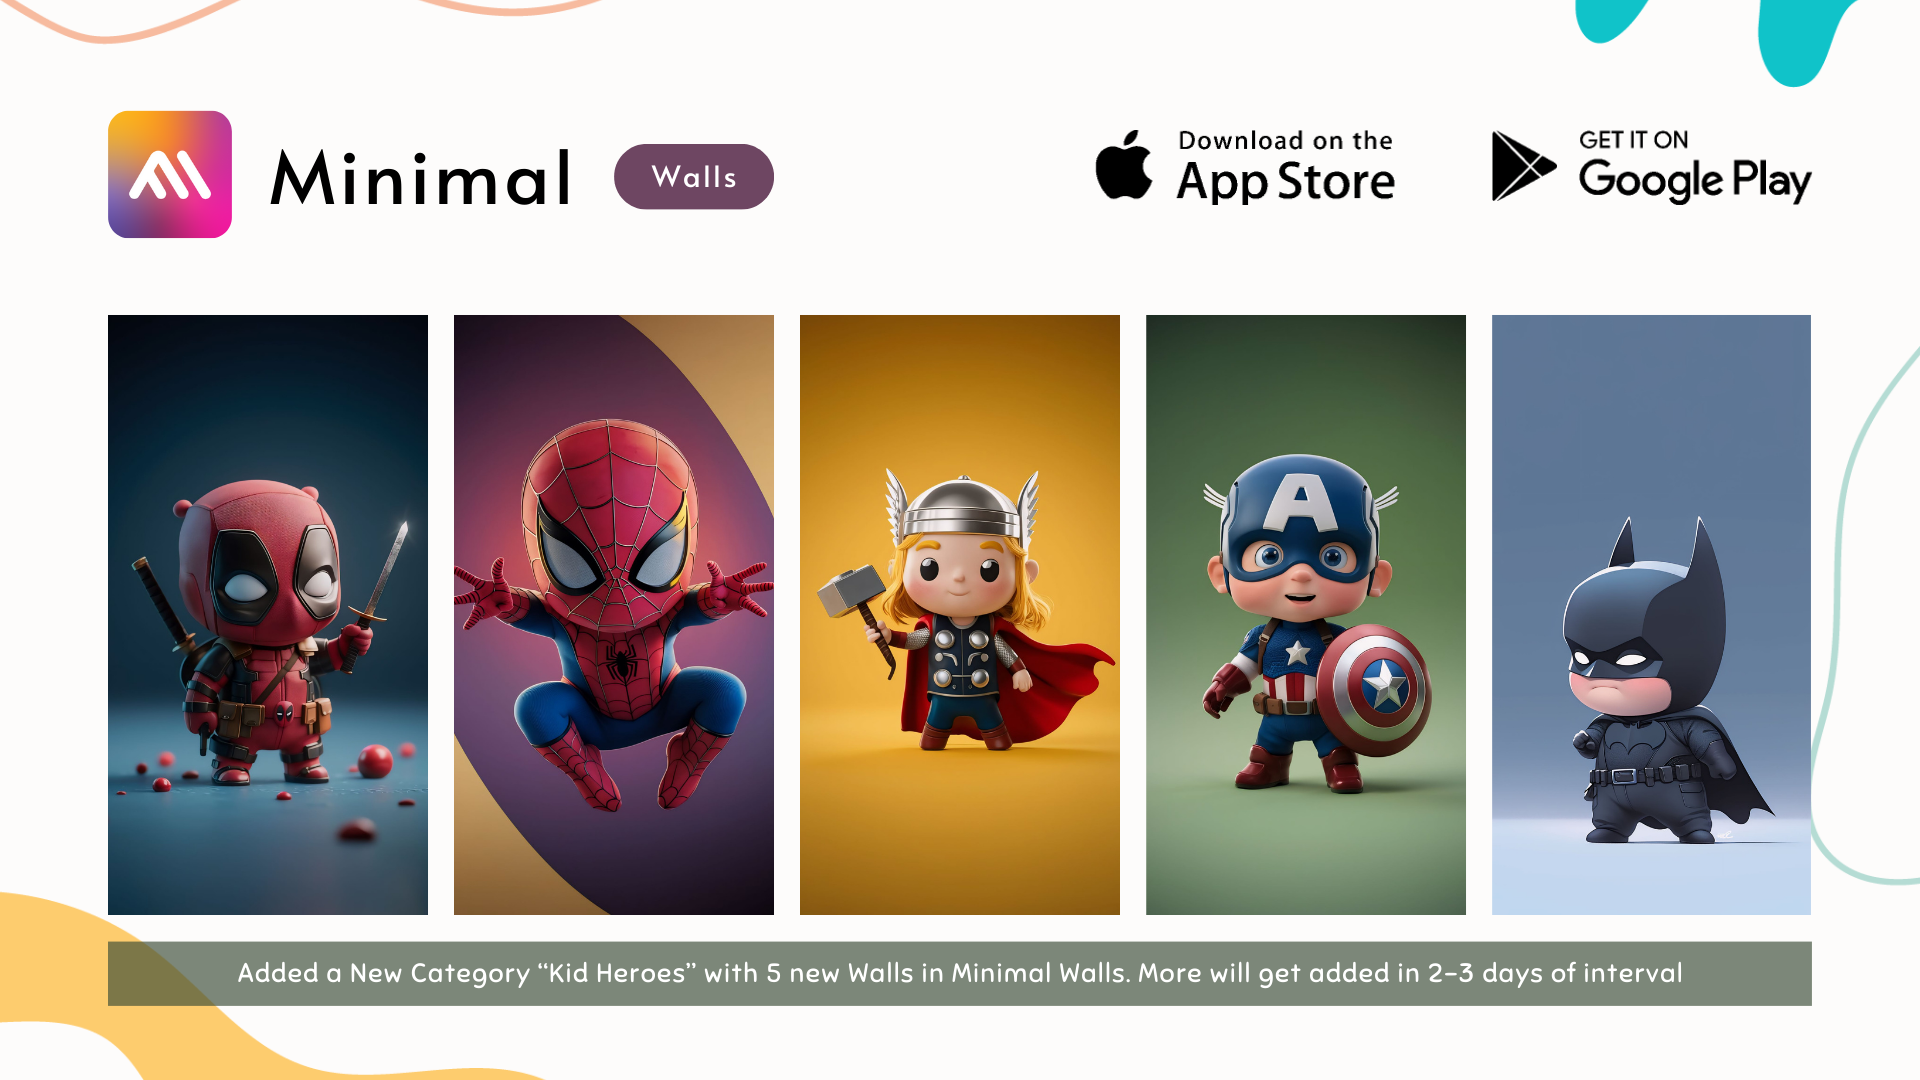 Minimal
Walls
Download on the
App Store
GET IT ON
Google Play
A
Added a New Category “Kid Heroes” with 5 new Walls in Minimal Walls. More will get added in 2-3 days of interval